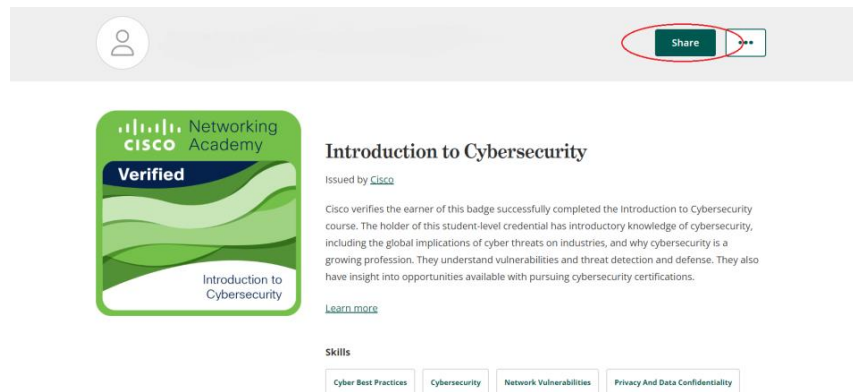 Share
•••
Networking
CISCO Academy
Verified
Introduction to
Cybersecurity
Introduction to Cybersecurity
Issued by Cisco
Cisco verifies the earner of this badge successfully completed the Introduction to Cybersecurity
course. The holder of this student-level credential has introductory knowledge of cybersecurity,
including the global implications of cyber threats on industries, and why cybersecurity is a
growing profession. They understand vulnerabilities and threat detection and defense. They also
have insight into opportunities available with pursuing cybersecurity certifications.
Learn more
Skills
Cyber Best Practices Cybersecurity Network Vulnerabilities Privacy And Data Confidentiality